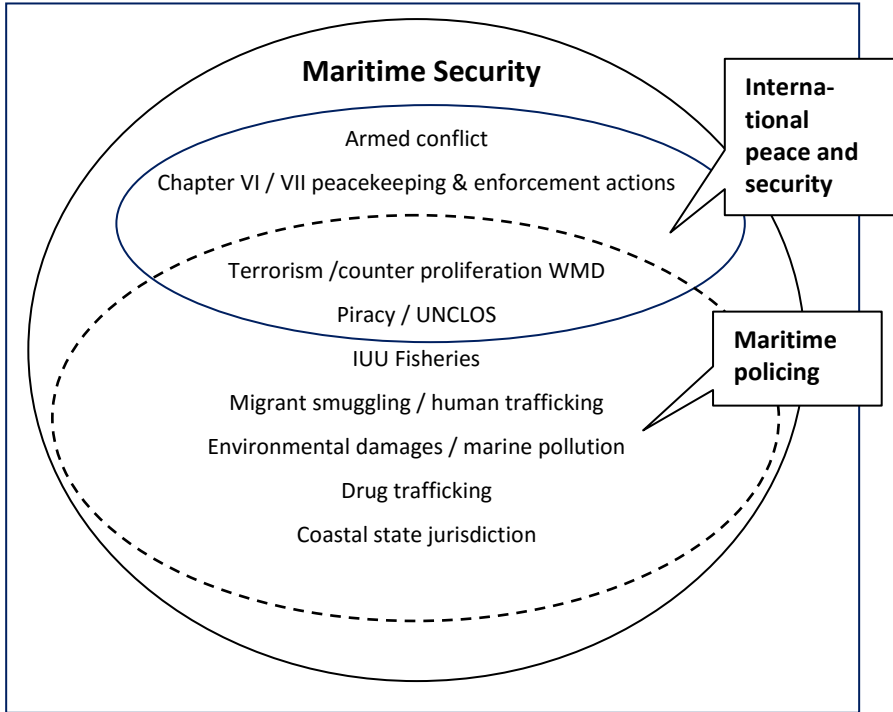 Maritime Security
Interna-
tional
peace and
security
Armed conflict
Chapter VI / VII peacekeeping & enforcement actions
Terrorism /counter proliferation WMD
Piracy / UNCLOS
Maritime
policing
IUU Fisheries
Migrant smuggling / human trafficking
Environmental damages / marine pollution
Drug trafficking
Coastal state jurisdiction